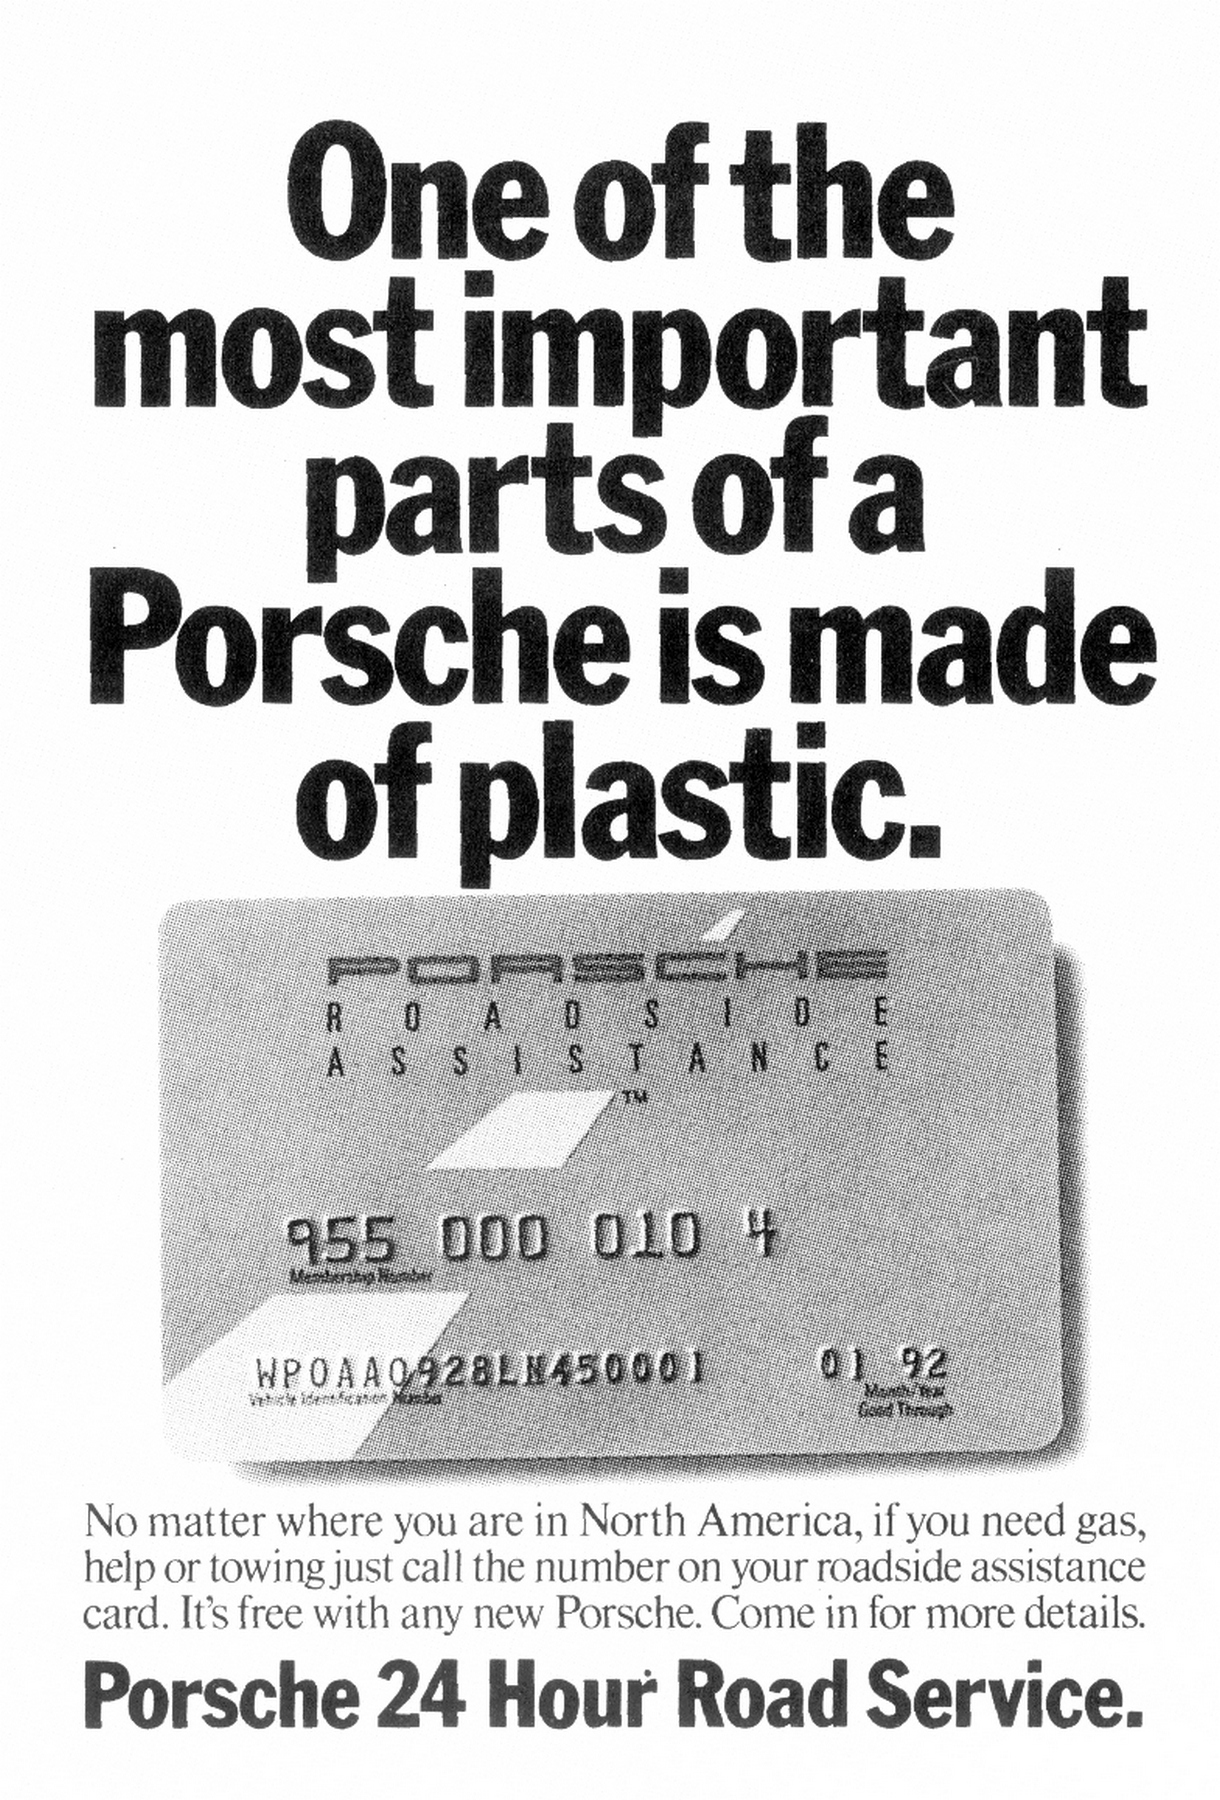 One of the
most important
parts of a
Porsche is made
of plastic.
PORSCHE
ROADSIDE
ASSISTANCE
TM
955 000 010 4
Membership Number
WPOAA0928LN450001
Vehicle Identification Number
01 92
Month/Year
Good Through
No matter where you are in North America, if you need gas,
help or towing just call the number on your roadside assistance
card. It's free with any new Porsche. Come in for more details.
Porsche 24 Hour Road Service.